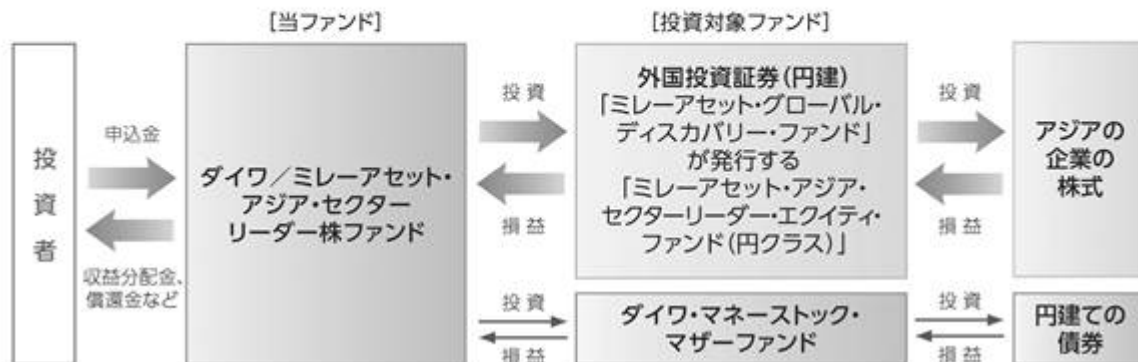 [当ファンド]
[投資対象ファンド]
投資者
申込金
収益分配金、
償還金など
ダイワ／ミレーアセット・
アジア・セクター
リーダー株ファンド
投資
損益
外国投資証券(円建)
「ミレーアセット・グローバル・
ディスカバリー・ファンド」
が発行する
「ミレーアセット・アジア・
セクターリーダー・エクイティ・
ファンド(円クラス)」
投資
損益
アジアの
企業の
株式
投資
損益
ダイワ・マネーストック・
マザーファンド
投資
損益
円建ての
債券